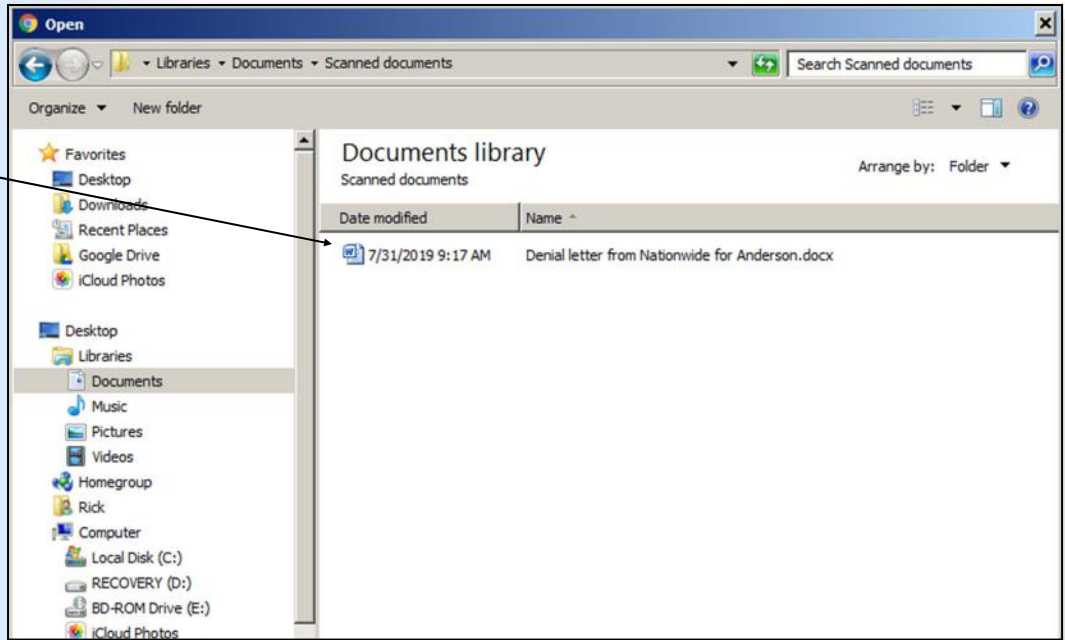 Open
Libraries Documents Scanned documents
Search Scanned documents
Organize New folder
Favorites
Desktop
Downloads
Recent Places
Google Drive
iCloud Photos
Desktop
Libraries
Documents
Music
Pictures
Videos
Homegroup
Rick
Computer
Local Disk (C:)
RECOVERY (D:)
BD-ROM Drive (E:)
iCloud Photos
Documents library
Scanned documents
Arrange by: Folder
Date modified Name
7/31/2019 9:17 AM Denial letter from Nationwide for Anderson.docx